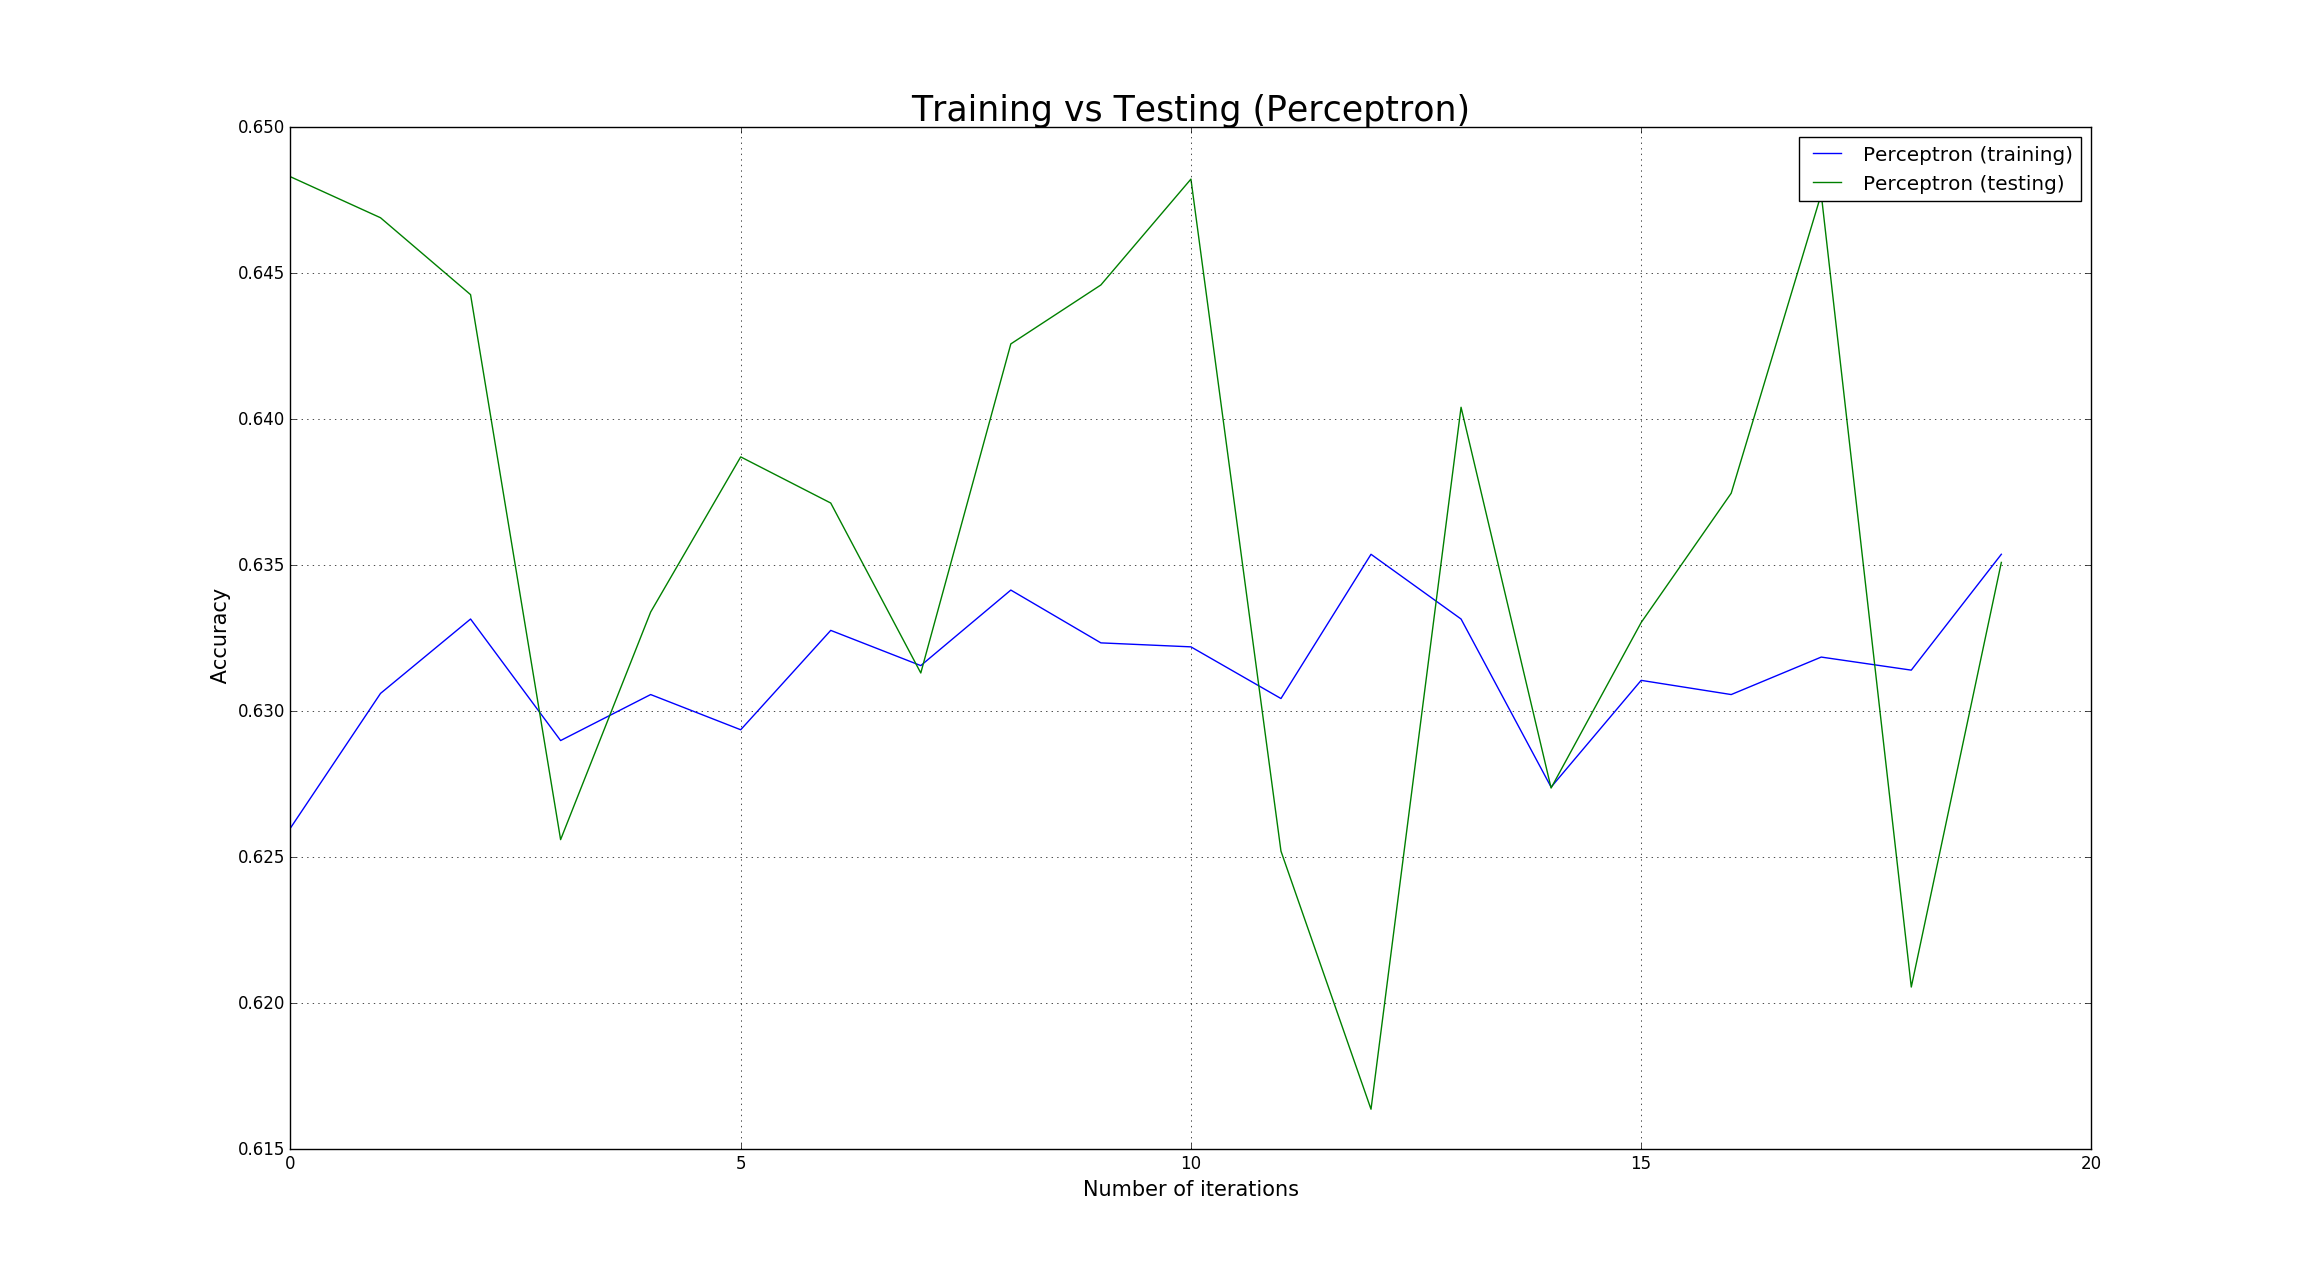 Training vs Testing (Perceptron)
Perceptron (training)
Perceptron (testing)
Accuracy
0.650
0.645
0.640
0.635
0.630
0.625
0.620
0.615
0 5 10 15 20
Number of iterations